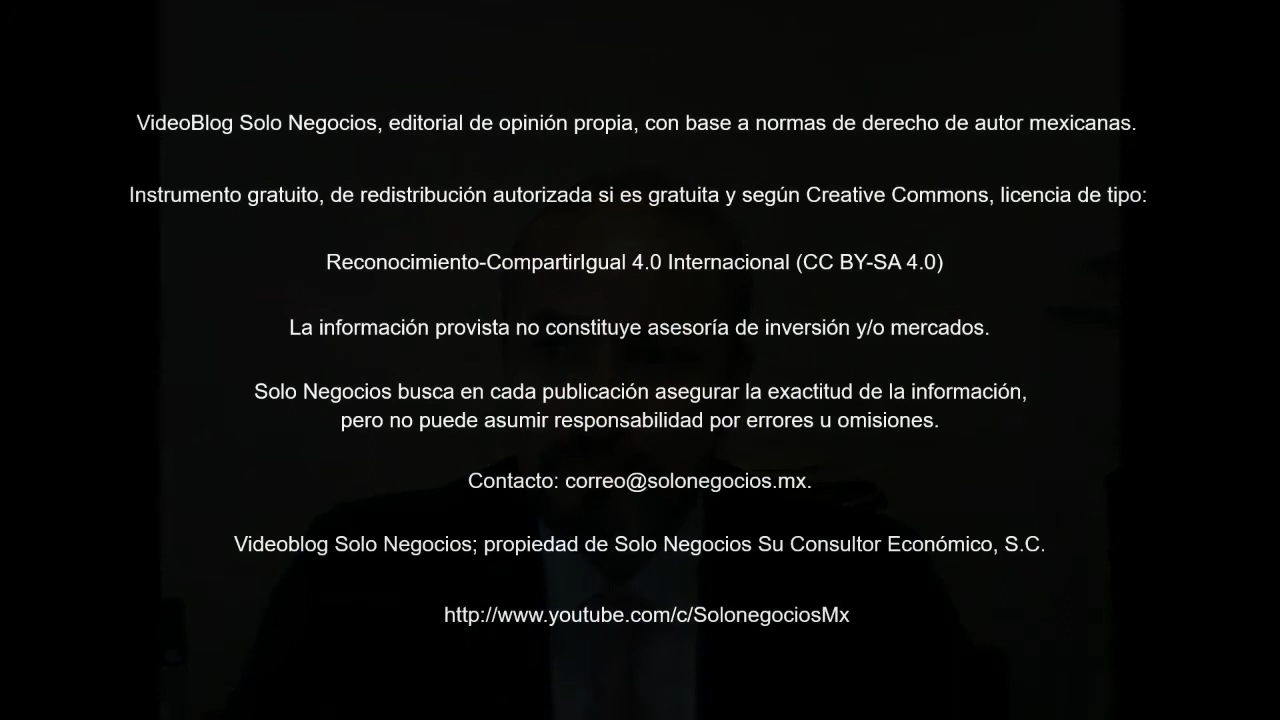 VideoBlog Solo Negocios, editorial de opinión propia, con base a normas de derecho de autor mexicanas.
Instrumento gratuito, de redistribución autorizada si es gratuita y según Creative Commons, licencia de tipo:
Reconocimiento-CompartirIgual 4.0 Internacional (CC BY-SA 4.0)
La información provista no constituye asesoría de inversión y/o mercados.
Solo Negocios busca en cada publicación asegurar la exactitud de la información,
pero no puede asumir responsabilidad por errores u omisiones.
Contacto: correo@solonegocios.mx.
Videoblog Solo Negocios; propiedad de Solo Negocios Su Consultor Económico, S.C.
http://www.youtube.com/c/SolonegociosMx